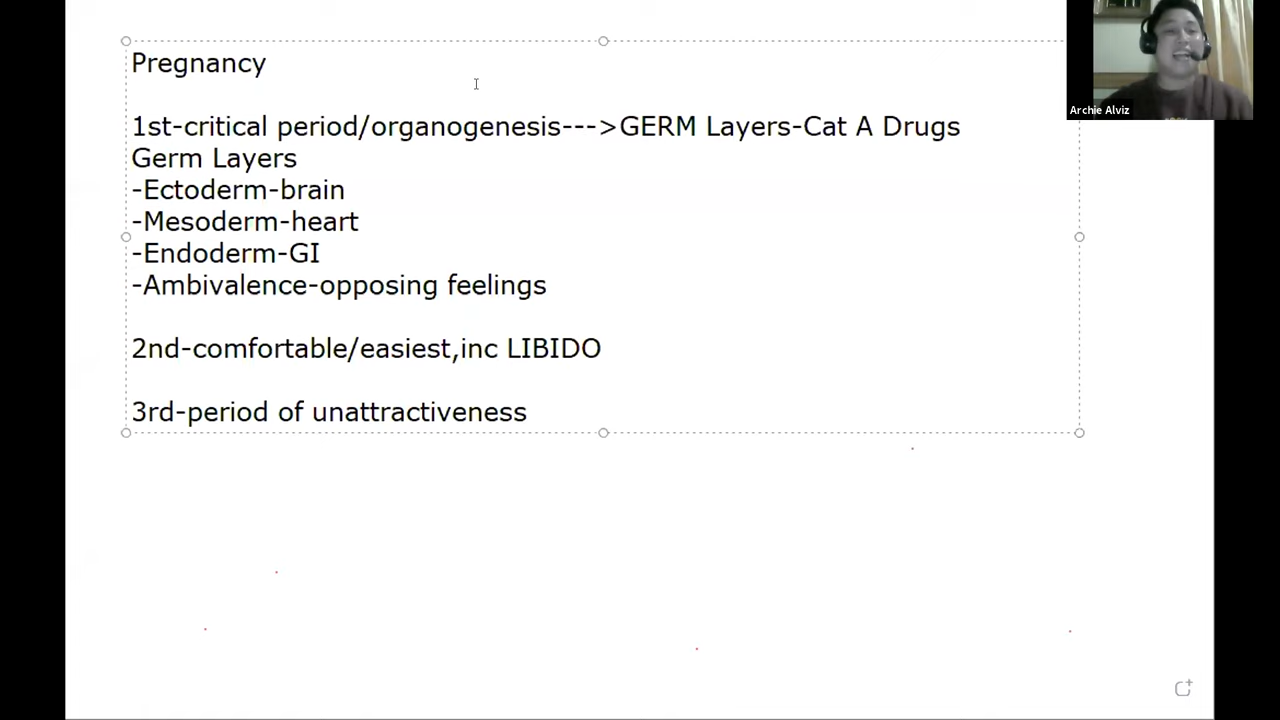 Pregnancy
1st-critical period/organogenesis--->GERM Layers-Cat A Drugs
Germ Layers
-Ectoderm-brain
-Mesoderm-heart
-Endoderm-GI
-Ambivalence-opposing feelings
2nd-comfortable/easiest,inc LIBIDO
3rd-period of unattractiveness
Archie Alviz